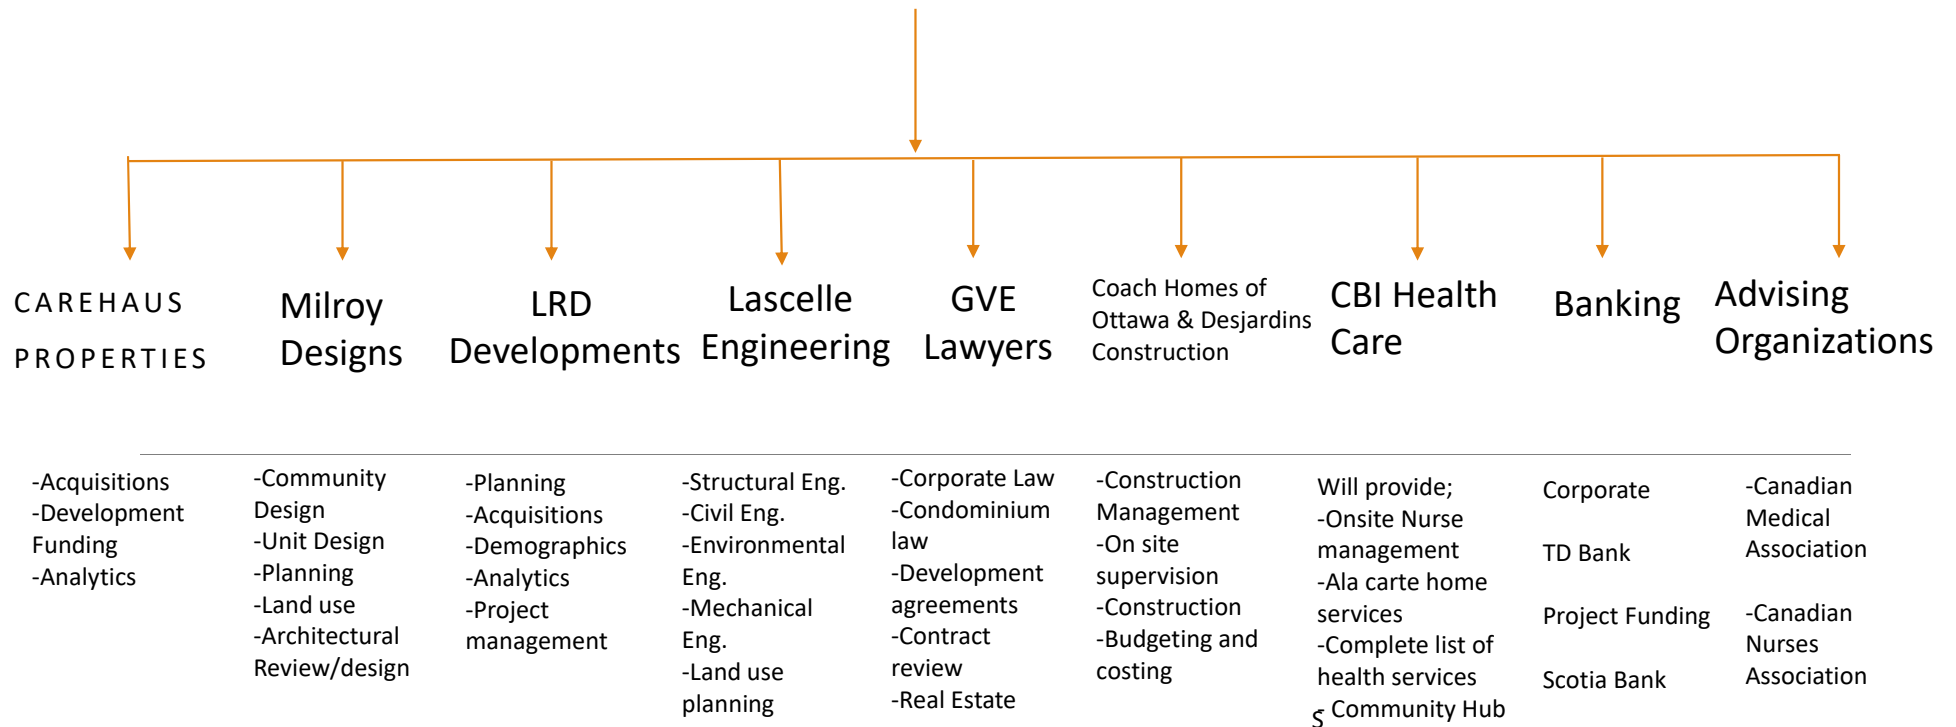 CAREHAUS
PROPERTIES
Milroy
Designs
LRD
Developments
Lascelle
Engineering
GVE
Lawyers
Coach Homes of
Ottawa & Desjardins
Construction
CBI Health
Care
Banking
Advising
Organizations
-Acquisitions
-Development
Funding
-Analytics
-Community
Design
-Unit Design
-Planning
-Land use
-Architectural
Review/design
-Planning
-Acquisitions
-Demographics
-Analytics
-Project
management
-Structural Eng.
-Civil Eng.
-Environmental
Eng.
-Mechanical
Eng.
-Land use
planning
-Corporate Law
-Condominium
law
-Development
agreements
-Contract
review
-Real Estate
-Construction
Management
-On site
supervision
-Construction
-Budgeting and
costing
Will provide;
-Onsite Nurse
management
-Ala carte home
services
-Complete list of
health services
- Community Hub
s
Corporate
TD Bank
Project Funding
Scotia Bank
-Canadian
Medical
Association
-Canadian
Nurses
Association